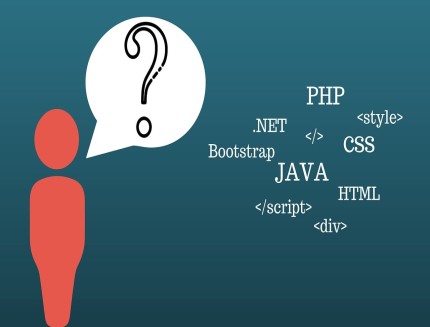 ?
PHP
<style>
.NET
</>
CSS
Bootstrap
JAVA
HTML
</script>
<div>